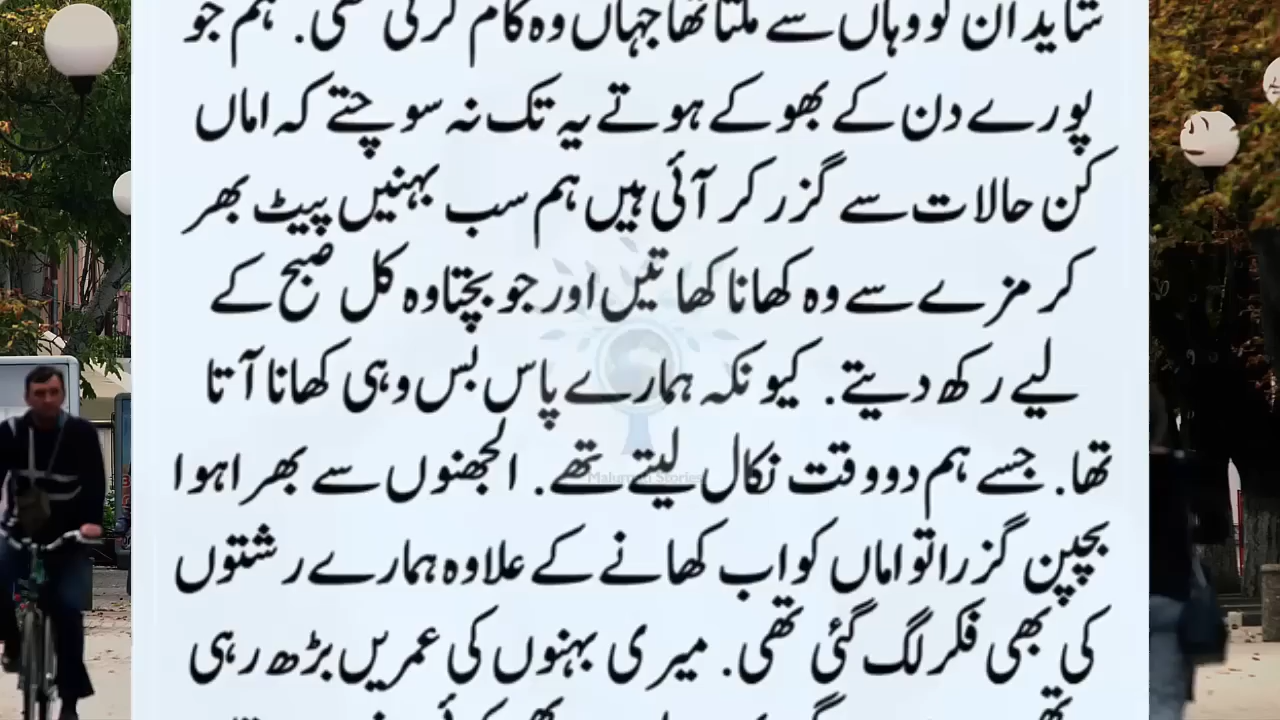 شاید ان کو وہاں سے ملتا تھا جہاں وہ کام کرتی تھی. ہم جو
پورے دن کے بھوکے ہوتے یہ تک نہ سوچتے کہ اماں
کن حالات سے گزر کر آئی ہیں ہم سب بہنیں پیٹ بھر
کر مزے سے وہ کھانا کھا تیں اور جو بچتا وہ کل صبح کے
لیے رکھ دیتے. کیونکہ ہمارے پاس بس وہی کھانا آتا
تھا. جسے ہم دو وقت نکال لیتے تھے. الجھنوں سے بھرا ہوا
بچپن گزرا تو اماں کو اب کھانے کے علاوہ ہمارے رشتوں
کی بھی فکر لگ گئی تھی. میری بہنوں کی عمریں بڑھ رہی